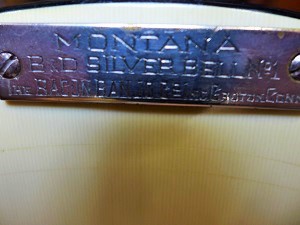 MONTANA
B&D SILVER BELL No1
THE BACON BANJO CO INC GROTON CONN